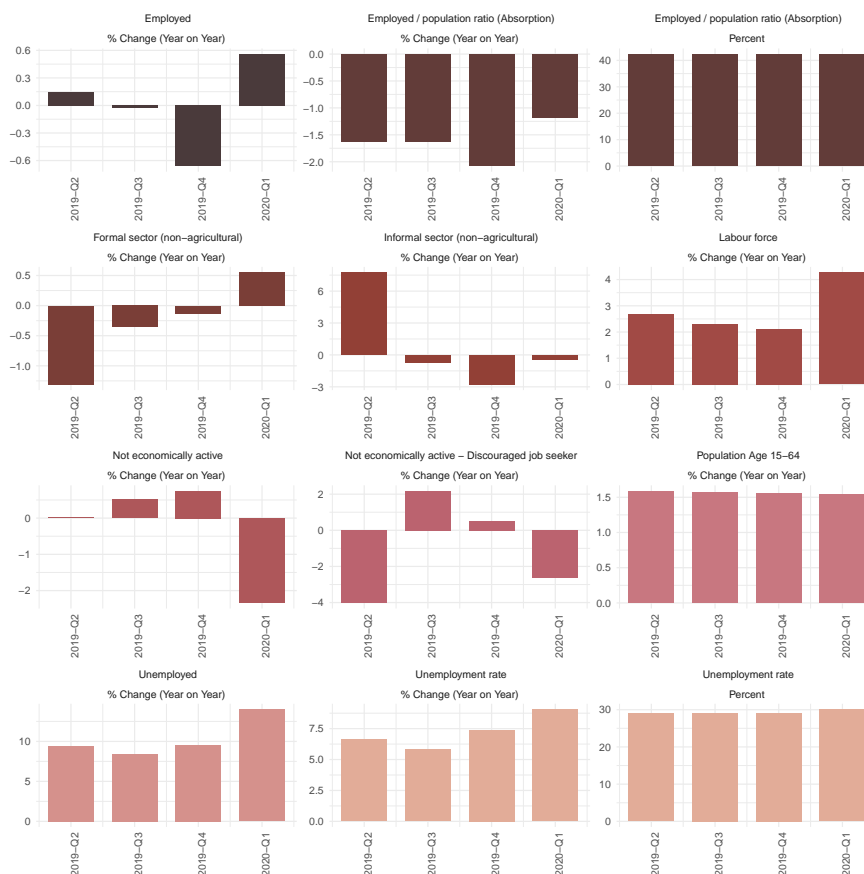 Employed
% Change (Year on Year)
0.6
0.3
0.0
−0.3
−0.6
2019−Q2
2019−Q3
2019−Q4
2020−Q1
Employed / population ratio (Absorption)
% Change (Year on Year)
0.0
−0.5
−1.0
−1.5
−2.0
2019−Q2
2019−Q3
2019−Q4
2020−Q1
Employed / population ratio (Absorption)
Percent
40
30
20
10
0
2019−Q2
2019−Q3
2019−Q4
2020−Q1
Formal sector (non−agricultural)
% Change (Year on Year)
0.5
0.0
−0.5
−1.0
2019−Q2
2019−Q3
2019−Q4
2020−Q1
Informal sector (non−agricultural)
% Change (Year on Year)
6
3
0
−3
2019−Q2
2019−Q3
2019−Q4
2020−Q1
Labour force
% Change (Year on Year)
4
3
2
1
0
2019−Q2
2019−Q3
2019−Q4
2020−Q1
Not economically active
% Change (Year on Year)
0
−1
−2
2019−Q2
2019−Q3
2019−Q4
2020−Q1
Not economically active − Discouraged job seeker
% Change (Year on Year)
2
0
−2
−4
2019−Q2
2019−Q3
2019−Q4
2020−Q1
Population Age 15−64
% Change (Year on Year)
1.5
1.0
0.5
0.0
2019−Q2
2019−Q3
2019−Q4
2020−Q1
Unemployed
% Change (Year on Year)
10
5
0
2019−Q2
2019−Q3
2019−Q4
2020−Q1
Unemployment rate
% Change (Year on Year)
7.5
5.0
2.5
0.0
2019−Q2
2019−Q3
2019−Q4
2020−Q1
Unemployment rate
Percent
30
20
10
0
2019−Q2
2019−Q3
2019−Q4
2020−Q1